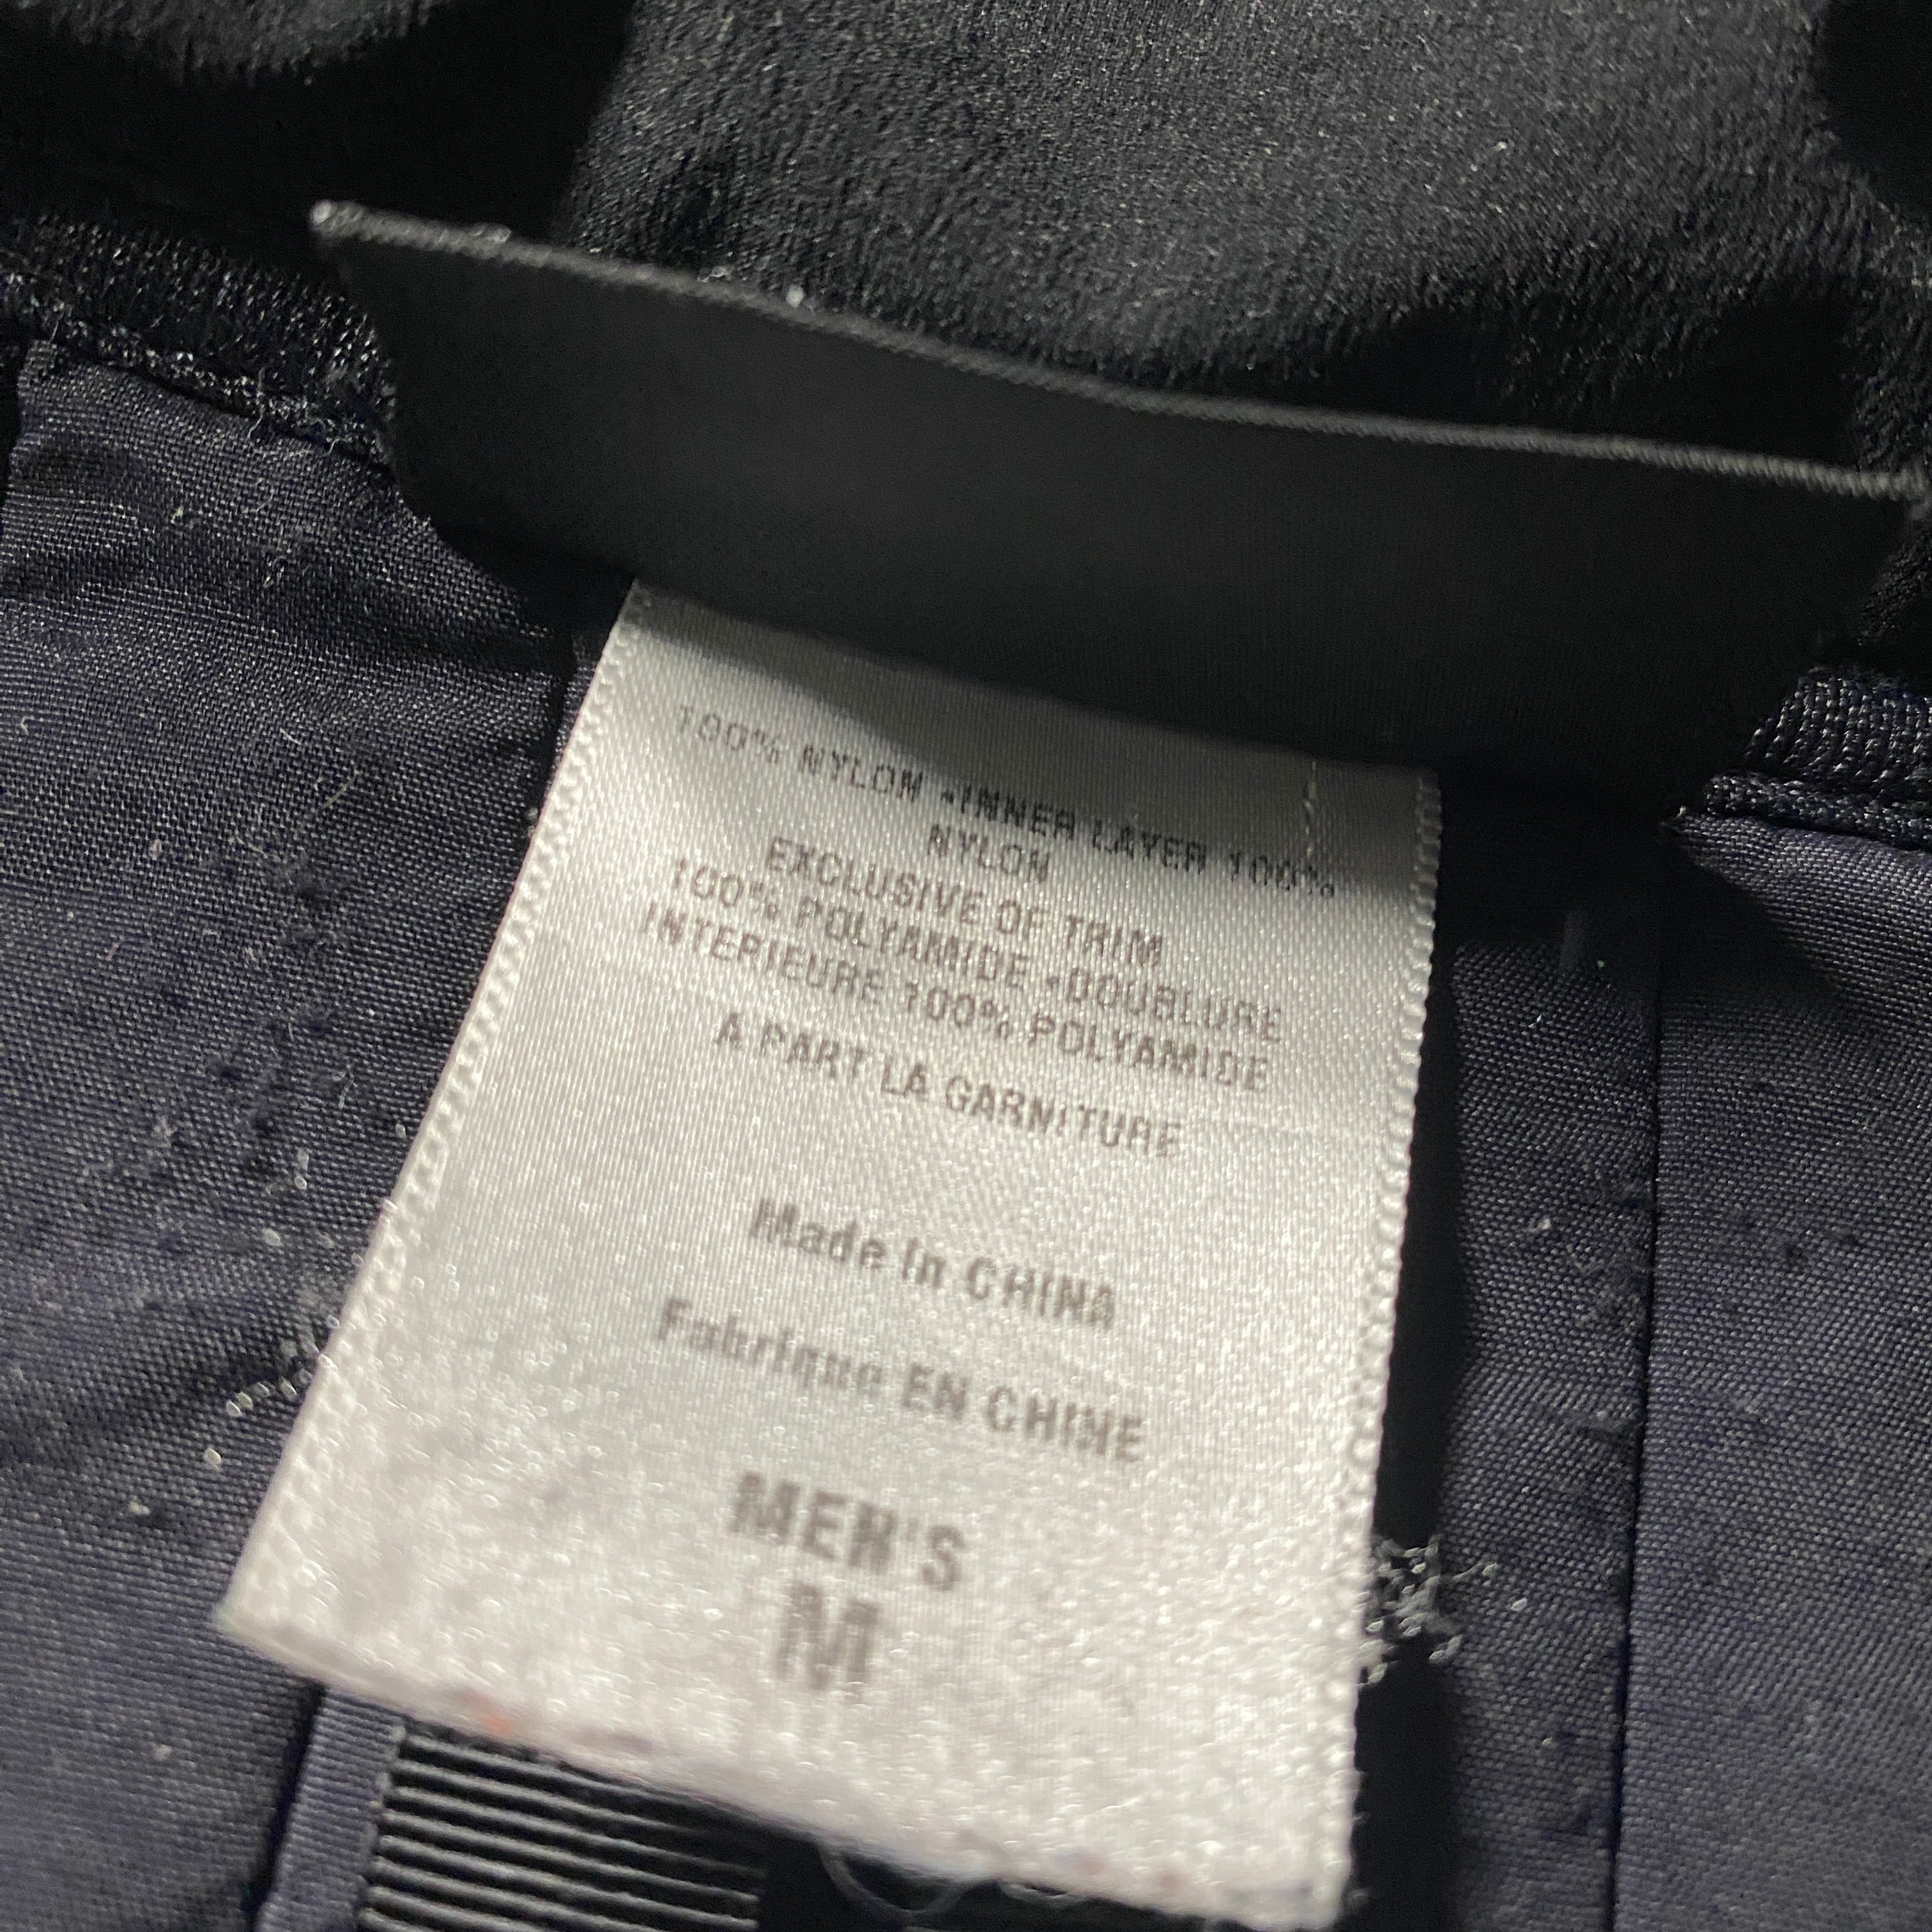 100% NYLON •INNER LAYER 100%
NYLON
EXCLUSIVE OF TRIM
100% POLYAMIDE •DOUBLURE
INTERIEURE 100% POLYAMIDE
A PART LA GARNITURE
Made in CHINA
Fabrique EN CHINE
MEN'S
M